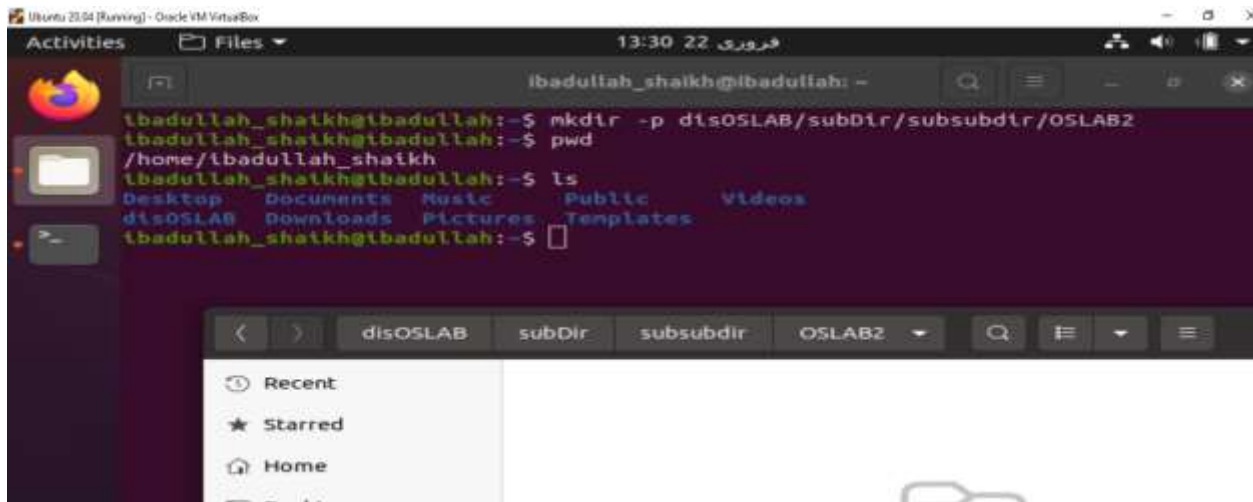 Ubuntu 20.04 [Running] - Oracle VM VirtualBox
Activities Files 13:30 22 فروری
ibadullah_shaikh@ibadullah: ~
ibadullah_shaikh@ibadullah:~$ mkdir -p disOSLAB/subDir/subsubdir/OSLAB2
ibadullah_shaikh@ibadullah:~$ pwd
/home/ibadullah_shaikh
ibadullah_shaikh@ibadullah:~$ ls
Desktop Documents Music Public Videos
disOSLAB Downloads Pictures Templates
ibadullah_shaikh@ibadullah:~$
disOSLAB subDir subsubdir OSLAB2
Recent
Starred
Home